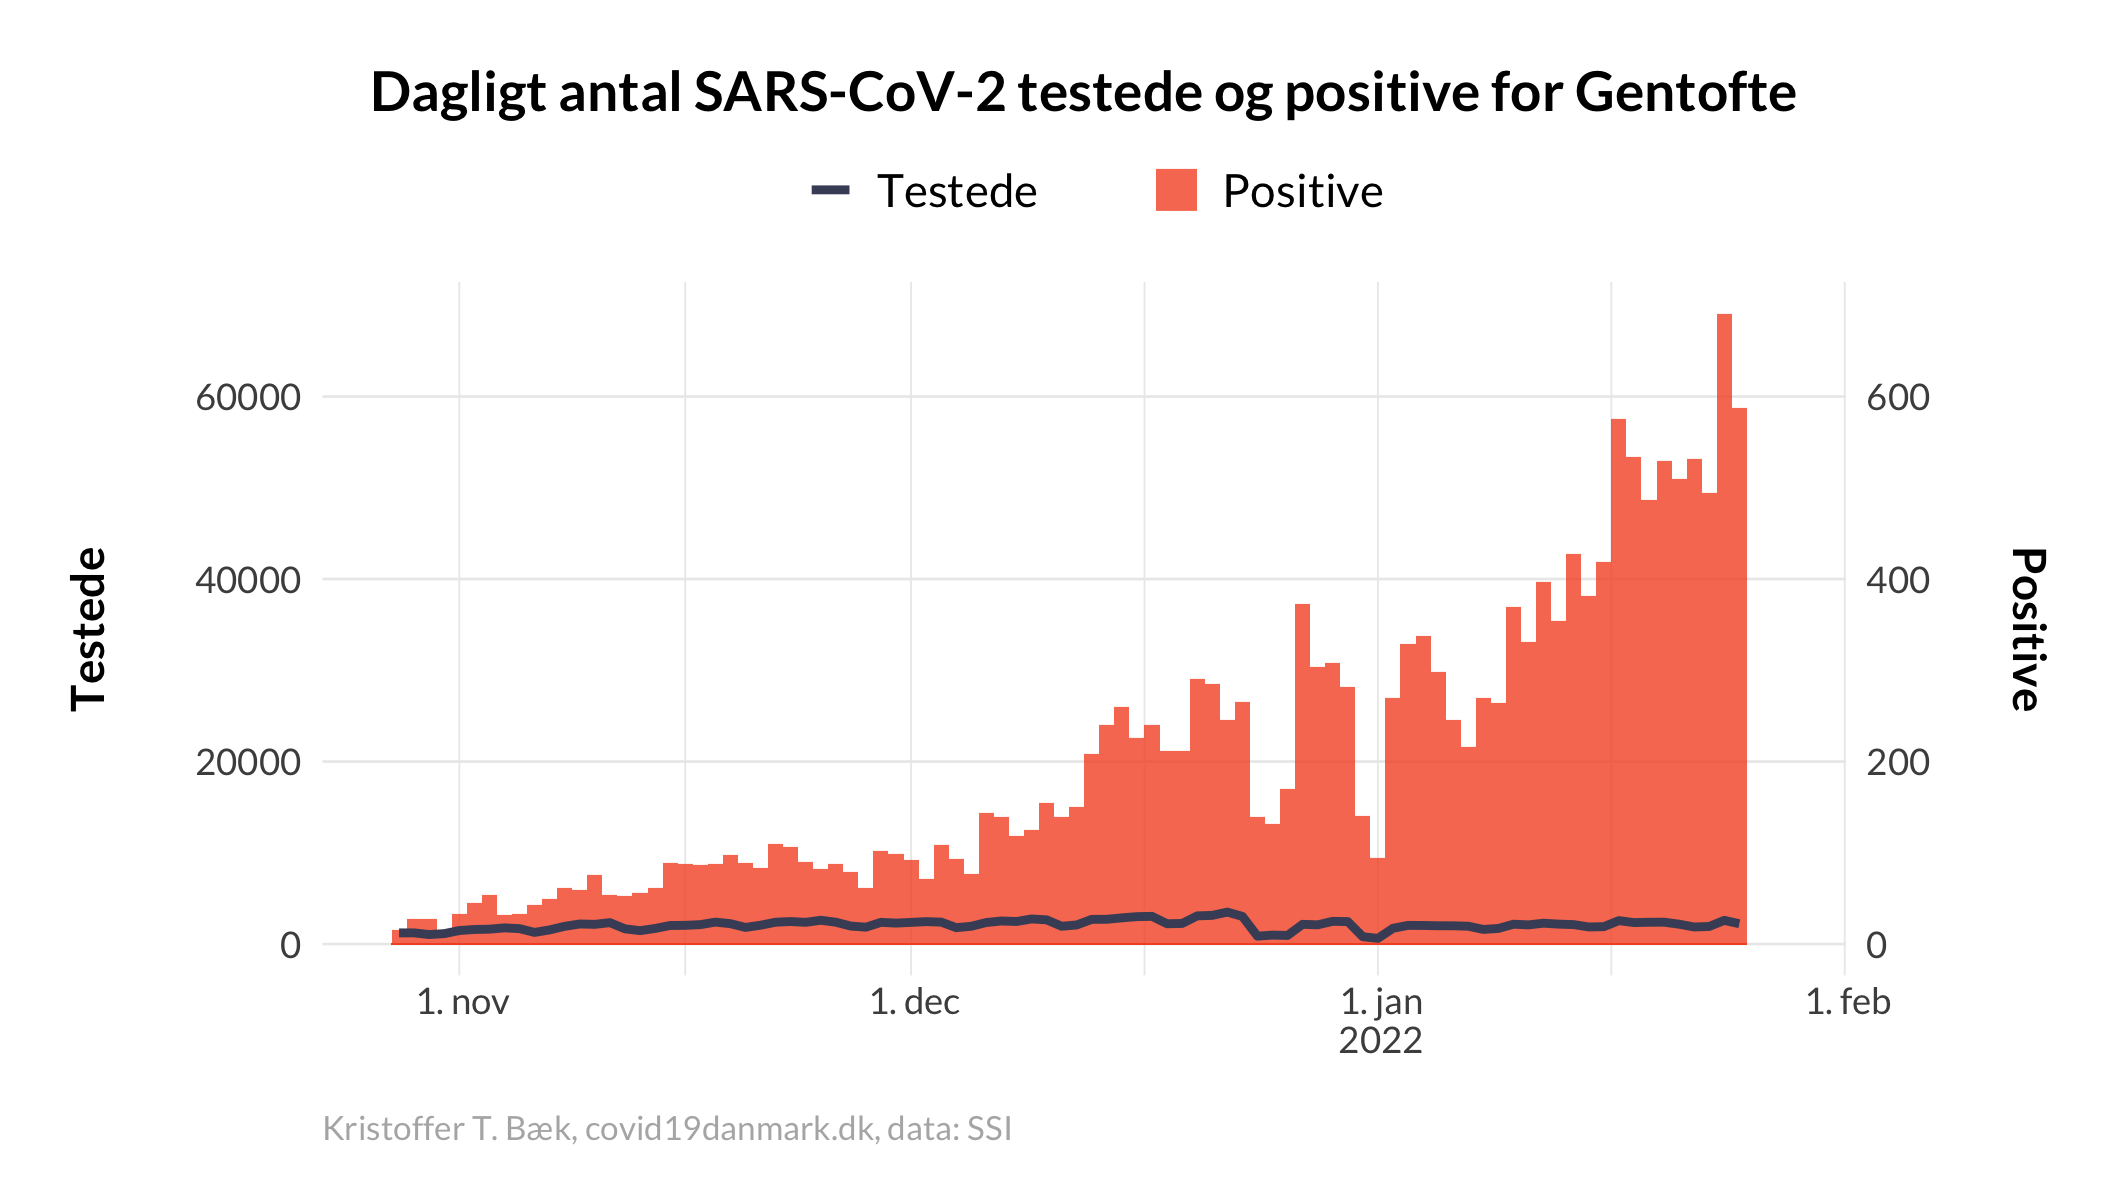 Dagligt antal SARS-CoV-2 testede og positive for Gentofte
Testede
Positive
60000
40000
20000
0
Testede
600
400
200
0
Positive
1. nov
1. dec
1. jan
2022
1. feb
Kristoffer T. Bæk, covid19danmark.dk, data: SSI